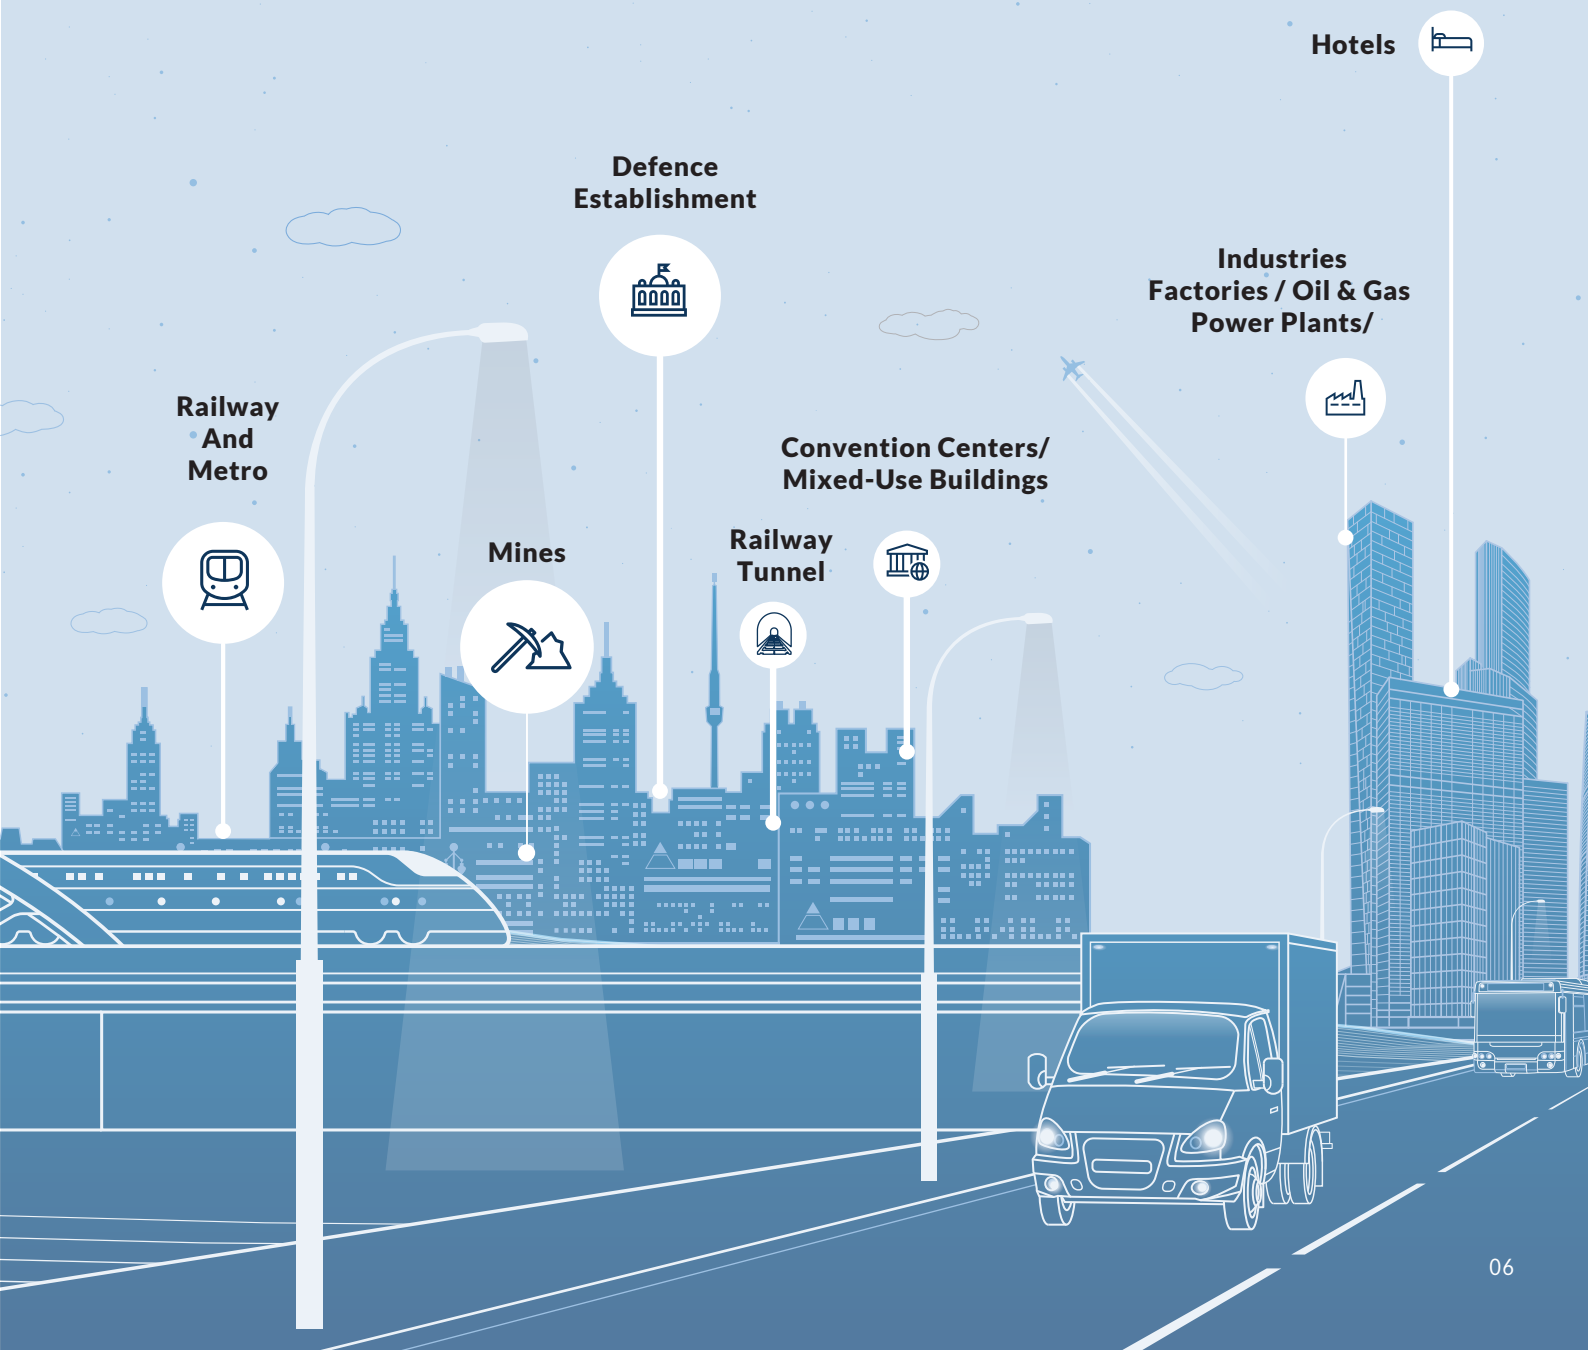 Hotels
Defence
Establishment
Industries
Factories / Oil & Gas
Power Plants/
Railway
And
Metro
Convention Centers/
Mixed-Use Buildings
Mines
Railway
Tunnel
06